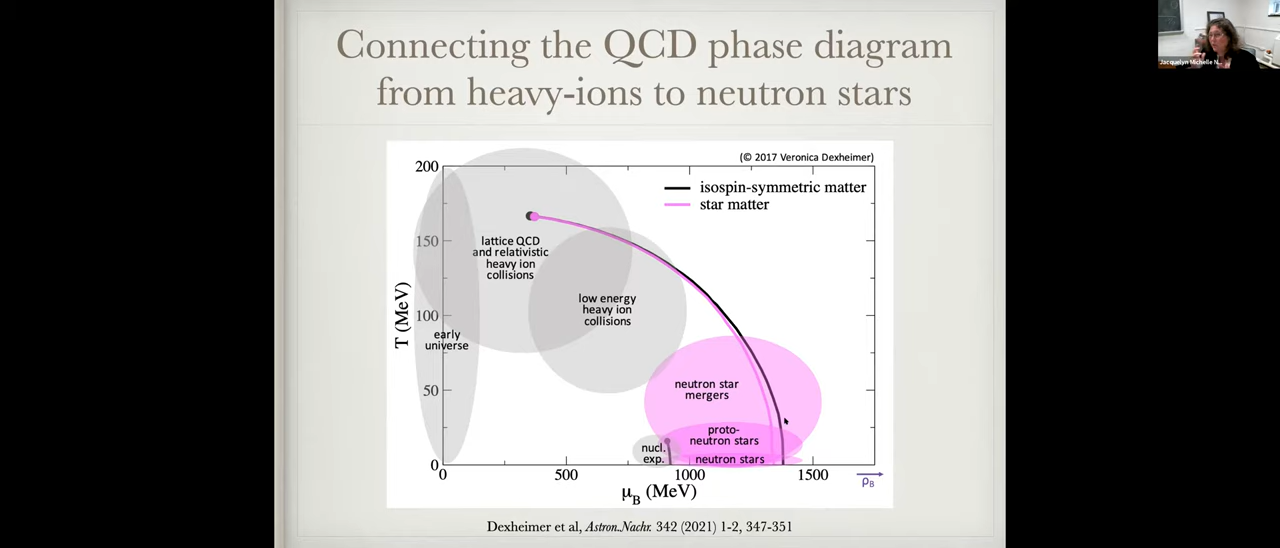 Connecting the QCD phase diagram
from heavy-ions to neutron stars
(© 2017 Veronica Dexheimer)
isospin-symmetric matter
star matter
200
150
100
50
0
T (MeV)
lattice QCD
and relativistic
heavy ion
collisions
low energy
heavy ion
collisions
early
universe
neutron star
mergers
proto-
neutron stars
nucl.
exp.
neutron stars
0
500
1000
1500
μB (MeV)
ρB
Dexheimer et al, Astron.Nachr. 342 (2021) 1-2, 347-351
Jacquelyn Michelle N...